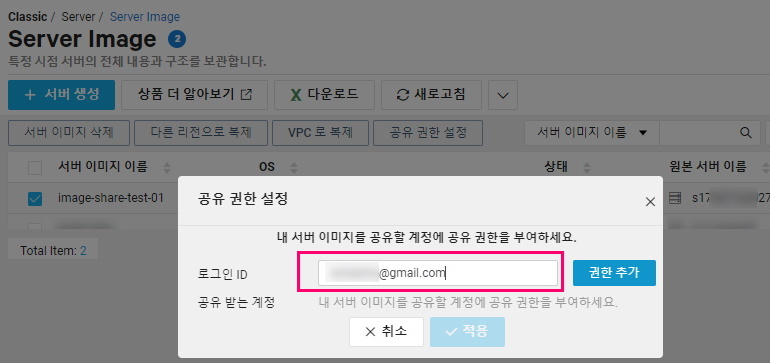 Classic / Server / Server Image
Server Image 2
특정 시점 서버의 전체 내용과 구조를 보관합니다.
+ 서버 생성 상품 더 알아보기 다운로드 새로고침
서버 이미지 삭제 다른 리전으로 복제 VPC 로 복제 공유 권한 설정 서버 이미지 이름
서버 이미지 이름 OS 상태 원본 서버 이름
image-share-test-01
Total Item: 2
공유 권한 설정
내 서버 이미지를 공유할 계정에 공유 권한을 부여하세요.
로그인 ID @gmail.com 권한 추가
공유 받는 계정 내 서버 이미지를 공유할 계정에 공유 권한을 부여하세요.
× 취소 ✓ 적용